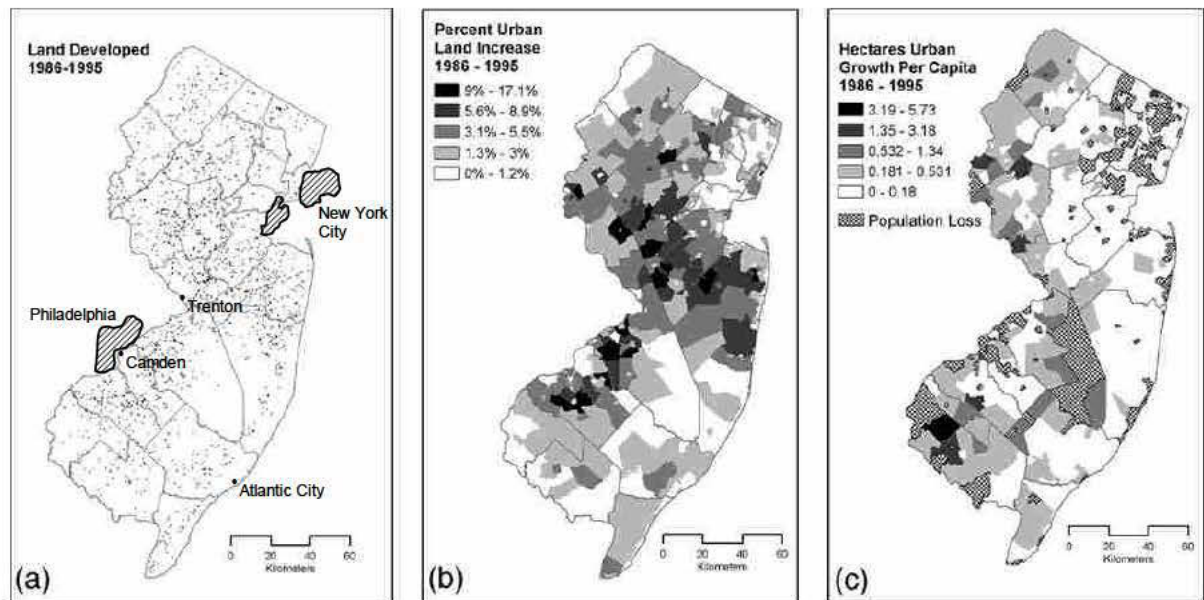 Land Developed
1986-1995
New York
City
Trenton
Philadelphia
Camden
Atlantic City
0 20 40 60
Kilometers
(a)
Percent Urban
Land Increase
1986 - 1995
9% - 17.1%
5.6% - 8.9%
3.1% - 5.5%
1.3% - 3%
0% - 1.2%
0 20 40 60
Kilometers
(b)
Hectares Urban
Growth Per Capita
1986 - 1995
3.19 - 5.73
1.35 - 3.18
0.532 - 1.34
0.181 - 0.531
0 - 0.18
Population Loss
0 20 40 60
Kilometers
(c)